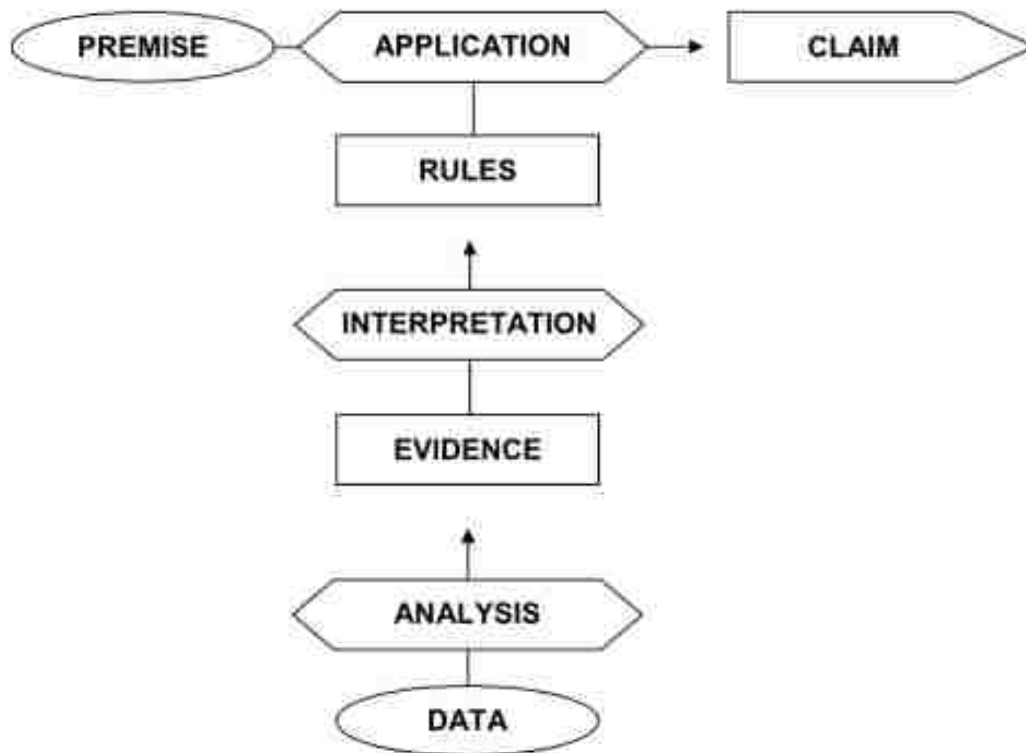 PREMISE
APPLICATION
CLAIM
RULES
INTERPRETATION
EVIDENCE
ANALYSIS
DATA